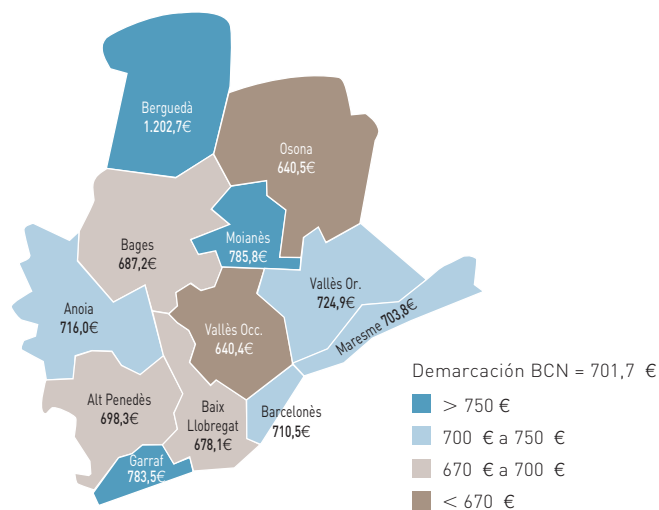 Berguedà
1.202,7€
Osona
640,5€
Moianès
785,8€
Bages
687,2€
Vallès Or.
724,9€
Maresme 703,8€
Anoia
716,0€
Vallès Occ.
640,4€
Alt Penedès
698,3€
Baix
Llobregat
678,1€
Barcelonès
710,5€
Garraf
783,5€
Demarcación BCN = 701,7 €
> 750 €
700 € a 750 €
670 € a 700 €
< 670 €